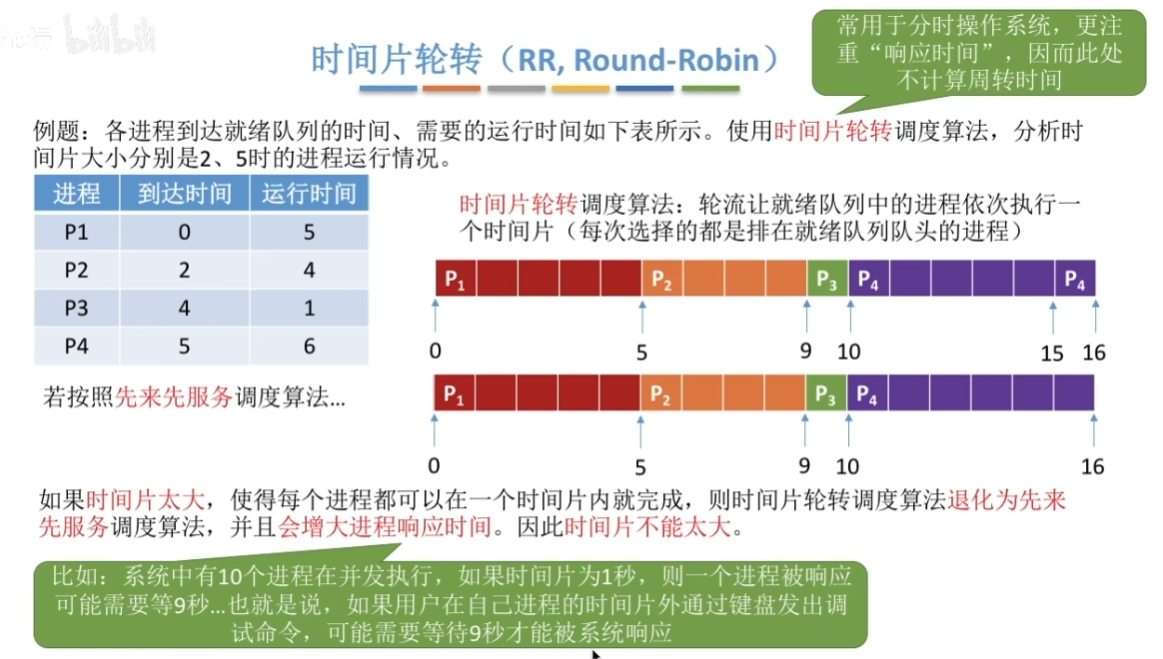 bilibili
常用于分时操作系统，更注
重“响应时间”，因而此处
不计算周转时间
时间片轮转（RR, Round-Robin）
例题：各进程到达就绪队列的时间、需要的运行时间如下表所示。使用时间片轮转调度算法，分析时
间片大小分别是2、5时的进程运行情况。
进程 到达时间 运行时间
P1 0 5
P2 2 4
P3 4 1
P4 5 6
时间片轮转调度算法：轮流让就绪队列中的进程依次执行一
个时间片（每次选择的都是排在就绪队列队头的进程）
P1 P2 P3 P4 P4
0 5 9 10 15 16
若按照先来先服务调度算法...
P1 P2 P3 P4
0 5 9 10 16
如果时间片太大，使得每个进程都可以在一个时间片内就完成，则时间片轮转调度算法退化为先来
先服务调度算法，并且会增大进程响应时间。因此时间片不能太大。
比如：系统中有10个进程在并发执行，如果时间片为1秒，则一个进程被响应
可能需要等9秒...也就是说，如果用户在自己进程的时间片外通过键盘发出调
试命令，可能需要等待9秒才能被系统响应